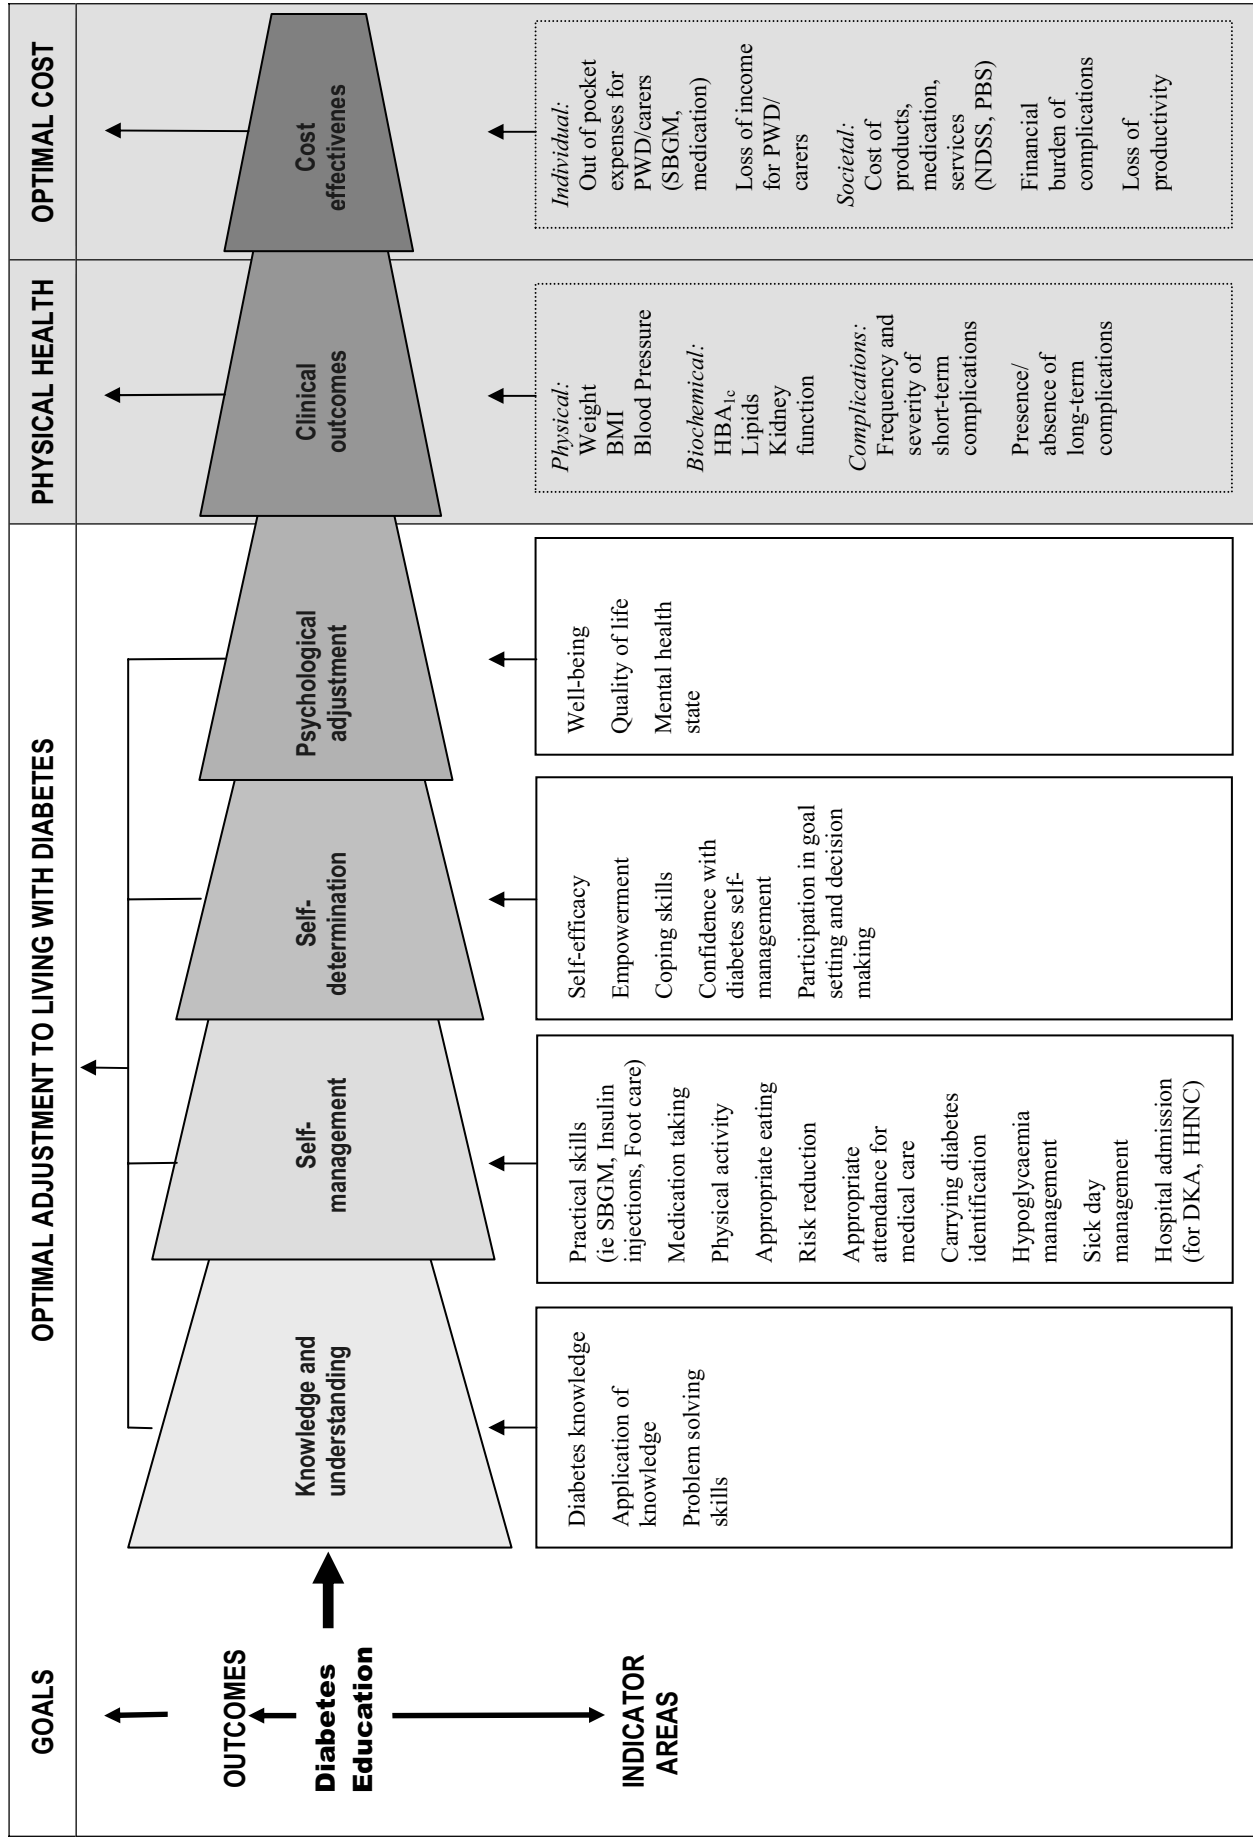 GOALS
OPTIMAL ADJUSTMENT TO LIVING WITH DIABETES
PHYSICAL HEALTH
OPTIMAL COST
OUTCOMES
Diabetes
Education
INDICATOR
AREAS
Knowledge and
understanding
Self-
management
Self-
determination
Psychological
adjustment
Clinical
outcomes
Cost
effectivenes
Diabetes knowledge
Application of
knowledge
Problem solving
skills
Practical skills
(ie SBGM, Insulin
injections, Foot care)
Medication taking
Physical activity
Appropriate eating
Risk reduction
Appropriate
attendance for
medical care
Carrying diabetes
identification
Hypoglycaemia
management
Sick day
management
Hospital admission
(for DKA, HHNC)
Self-efficacy
Empowerment
Coping skills
Confidence with
diabetes self-
management
Participation in goal
setting and decision
making
Well-being
Quality of life
Mental health
state
Physical:
Weight
BMI
Blood Pressure
Biochemical:
HBA1c
Lipids
Kidney
function
Complications:
Frequency and
severity of
short-term
complications
Presence/
absence of
long-term
complications
Individual:
Out of pocket
expenses for
PWD/carers
(SBGM,
medication)
Loss of income
for PWD/
carers
Societal:
Cost of
products,
medication,
services
(NDSS, PBS)
Financial
burden of
complications
Loss of
productivity